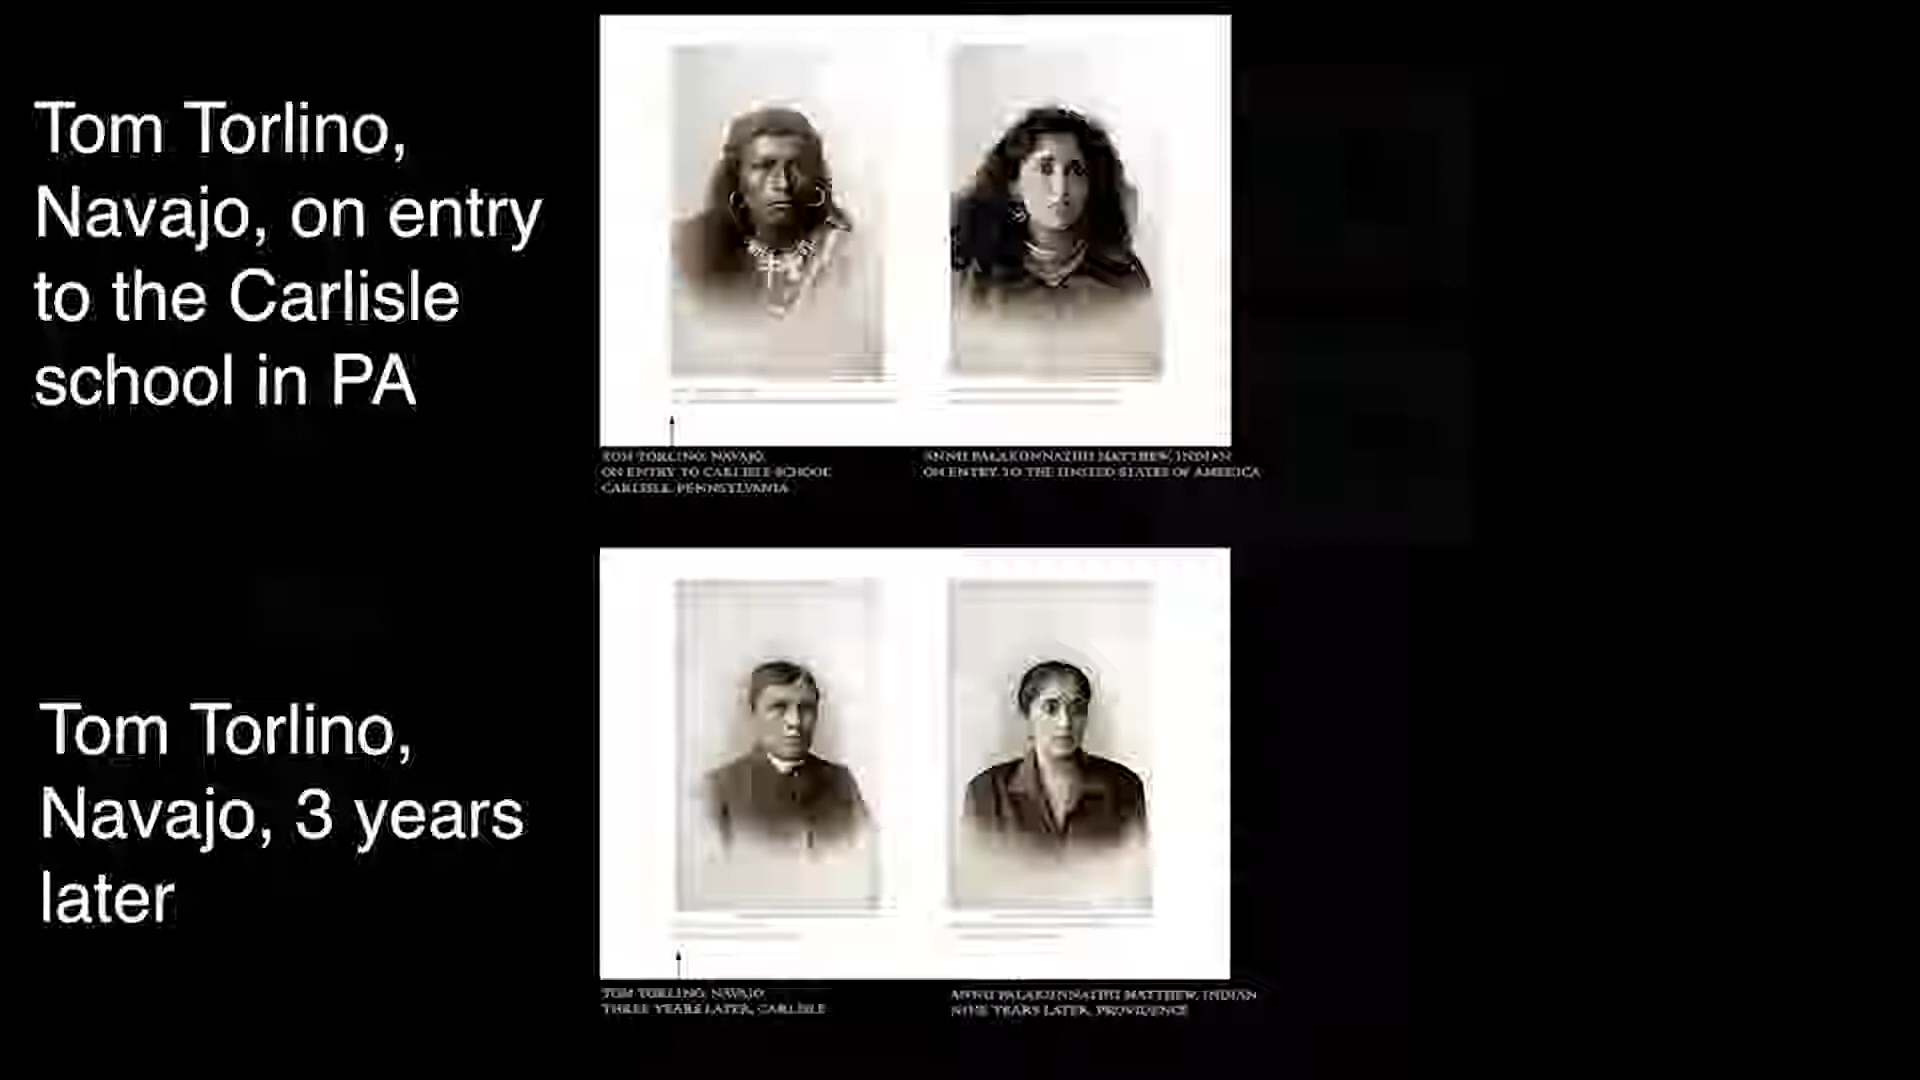 Tom Torlino,
Navajo, on entry
to the Carlisle
school in PA
TOM TORLINO, NAVAJO,
ON ENTRY TO CARLISLE SCHOOL
CARLISLE, PENNSYLVANIA
ANNU PALAKUNNATHU MATTHEW, INDIAN
ON ENTRY TO THE UNITED STATES OF AMERICA
Tom Torlino,
Navajo, 3 years
later
TOM TORLINO, NAVAJO
THREE YEARS LATER, CARLISLE
ANNU PALAKUNNATHU MATTHEW, INDIAN
NINE YEARS LATER, PROVIDENCE